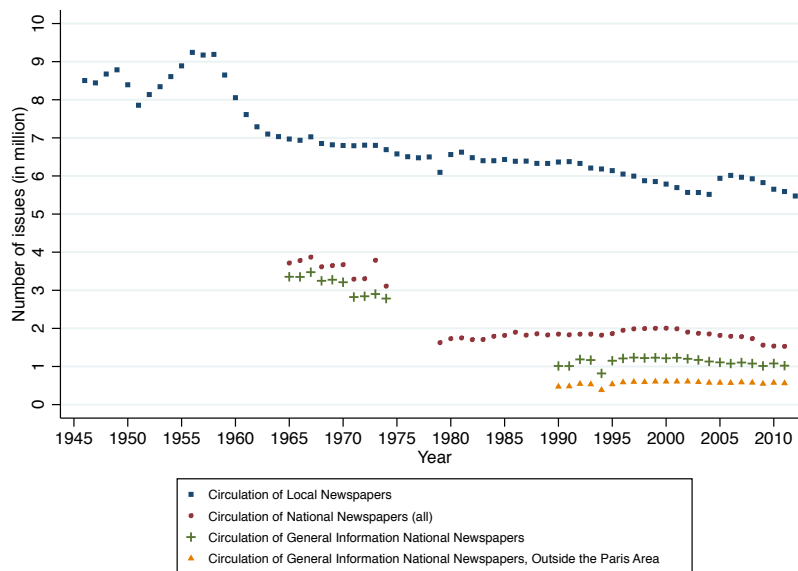 10
9
8
7
6
5
4
3
2
1
0
Number of issues (in million)
1945 1950 1955 1960 1965 1970 1975 1980 1985 1990 1995 2000 2005 2010
Year
Circulation of Local Newspapers
Circulation of National Newspapers (all)
Circulation of General Information National Newspapers
Circulation of General Information National Newspapers, Outside the Paris Area